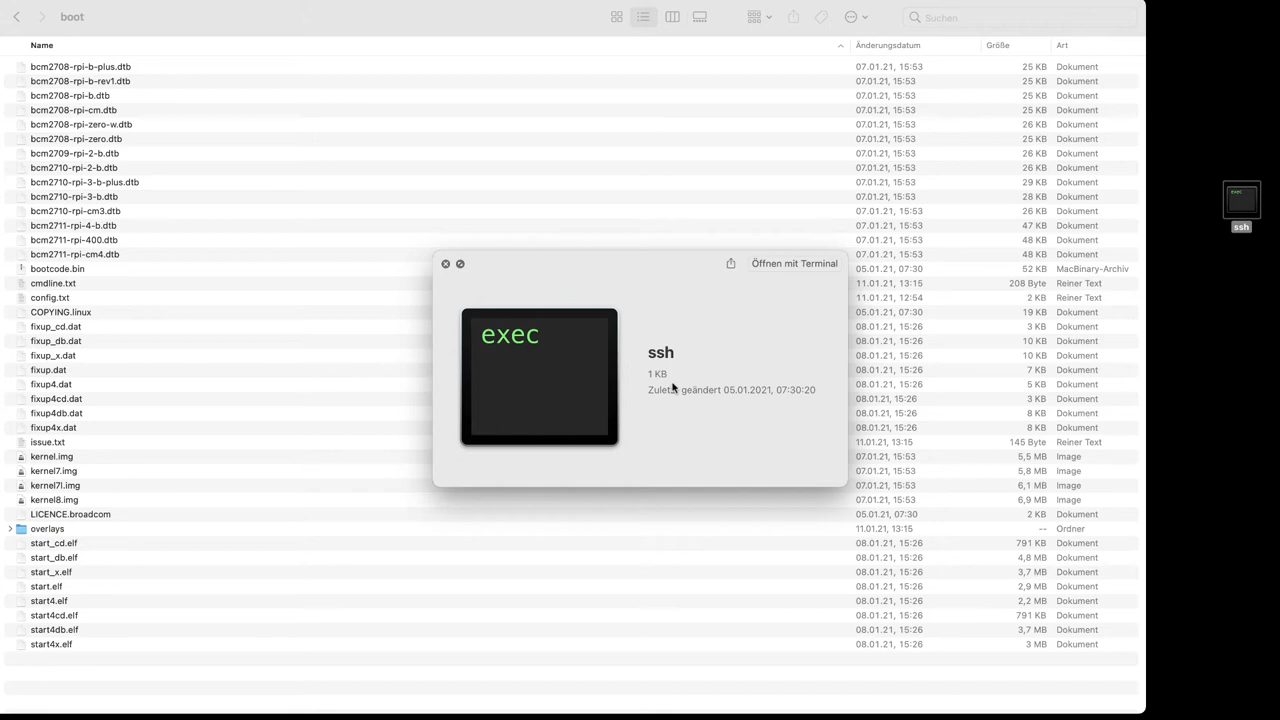 boot
Suchen
Name Änderungsdatum Größe Art
bcm2708-rpi-b-plus.dtb 07.01.21, 15:53 25 KB Dokument
bcm2708-rpi-b-rev1.dtb 07.01.21, 15:53 25 KB Dokument
bcm2708-rpi-b.dtb 07.01.21, 15:53 25 KB Dokument
bcm2708-rpi-cm.dtb 07.01.21, 15:53 25 KB Dokument
bcm2708-rpi-zero-w.dtb 07.01.21, 15:53 26 KB Dokument
bcm2708-rpi-zero.dtb 07.01.21, 15:53 25 KB Dokument
bcm2709-rpi-2-b.dtb 07.01.21, 15:53 26 KB Dokument
bcm2710-rpi-2-b.dtb 07.01.21, 15:53 26 KB Dokument
bcm2710-rpi-3-b-plus.dtb 07.01.21, 15:53 29 KB Dokument
bcm2710-rpi-3-b.dtb 07.01.21, 15:53 28 KB Dokument
bcm2710-rpi-cm3.dtb 07.01.21, 15:53 26 KB Dokument
bcm2711-rpi-4-b.dtb 07.01.21, 15:53 47 KB Dokument
bcm2711-rpi-400.dtb 07.01.21, 15:53 48 KB Dokument
bcm2711-rpi-cm4.dtb 07.01.21, 15:53 48 KB Dokument
bootcode.bin 05.01.21, 07:30 52 KB MacBinary-Archiv
cmdline.txt 11.01.21, 13:15 208 Byte Reiner Text
config.txt 11.01.21, 12:54 2 KB Reiner Text
COPYING.linux 05.01.21, 07:30 19 KB Dokument
fixup_cd.dat 08.01.21, 15:26 3 KB Dokument
fixup_db.dat 08.01.21, 15:26 10 KB Dokument
fixup_x.dat 08.01.21, 15:26 10 KB Dokument
fixup.dat 08.01.21, 15:26 7 KB Dokument
fixup4.dat 08.01.21, 15:26 5 KB Dokument
fixup4cd.dat 08.01.21, 15:26 3 KB Dokument
fixup4db.dat 08.01.21, 15:26 8 KB Dokument
fixup4x.dat 08.01.21, 15:26 8 KB Dokument
issue.txt 11.01.21, 13:15 145 Byte Reiner Text
kernel.img 07.01.21, 15:53 5,5 MB Image
kernel7.img 07.01.21, 15:53 5,8 MB Image
kernel7l.img 07.01.21, 15:53 6,1 MB Image
kernel8.img 07.01.21, 15:53 6,9 MB Image
LICENCE.broadcom 05.01.21, 07:30 2 KB Dokument
overlays 11.01.21, 13:15 -- Ordner
start_cd.elf 08.01.21, 15:26 791 KB Dokument
start_db.elf 08.01.21, 15:26 4,8 MB Dokument
start_x.elf 08.01.21, 15:26 3,7 MB Dokument
start.elf 08.01.21, 15:26 2,9 MB Dokument
start4.elf 08.01.21, 15:26 2,2 MB Dokument
start4cd.elf 08.01.21, 15:26 791 KB Dokument
start4db.elf 08.01.21, 15:26 3,7 MB Dokument
start4x.elf 08.01.21, 15:26 3 MB Dokument
Öffnen mit Terminal
exec
ssh
1 KB
Zuletzt geändert 05.01.2021, 07:30:20
exec
ssh